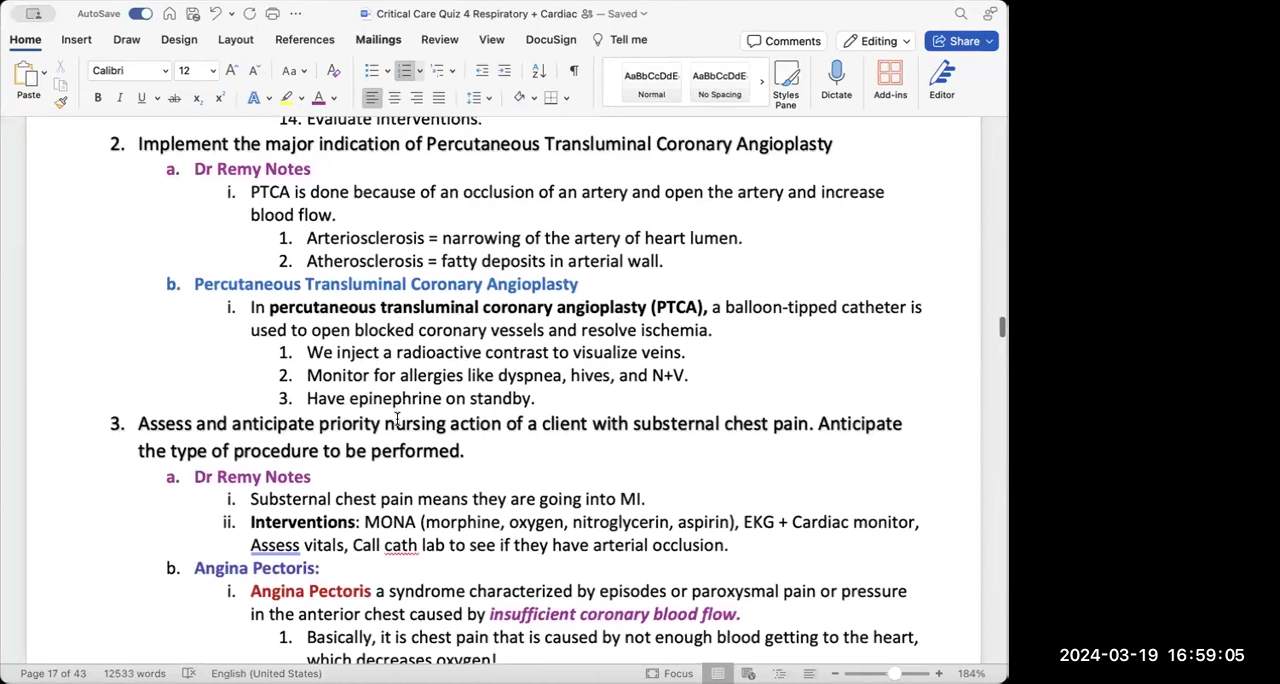 AutoSave
Critical Care Quiz 4 Respiratory + Cardiac — Saved
Home Insert Draw Design Layout References Mailings Review View DocuSign Tell me
Comments Editing Share
Paste
Calibri 12
Aa
B I U ab x₂ x² A A
AaBbCcDdE AaBbCcDdE
Normal No Spacing
Styles Pane
Dictate
Add-ins
Editor
14. Evaluate interventions.
2. Implement the major indication of Percutaneous Transluminal Coronary Angioplasty
a. Dr Remy Notes
i. PTCA is done because of an occlusion of an artery and open the artery and increase
blood flow.
1. Arteriosclerosis = narrowing of the artery of heart lumen.
2. Atherosclerosis = fatty deposits in arterial wall.
b. Percutaneous Transluminal Coronary Angioplasty
i. In percutaneous transluminal coronary angioplasty (PTCA), a balloon-tipped catheter is
used to open blocked coronary vessels and resolve ischemia.
1. We inject a radioactive contrast to visualize veins.
2. Monitor for allergies like dyspnea, hives, and N+V.
3. Have epinephrine on standby.
3. Assess and anticipate priority nursing action of a client with substernal chest pain. Anticipate
the type of procedure to be performed.
a. Dr Remy Notes
i. Substernal chest pain means they are going into MI.
ii. Interventions: MONA (morphine, oxygen, nitroglycerin, aspirin), EKG + Cardiac monitor,
Assess vitals, Call cath lab to see if they have arterial occlusion.
b. Angina Pectoris:
i. Angina Pectoris a syndrome characterized by episodes or paroxysmal pain or pressure
in the anterior chest caused by insufficient coronary blood flow.
1. Basically, it is chest pain that is caused by not enough blood getting to the heart,
which decreases oxygen!
Page 17 of 43 12533 words English (United States) Focus 184%
2024-03-19 16:59:05